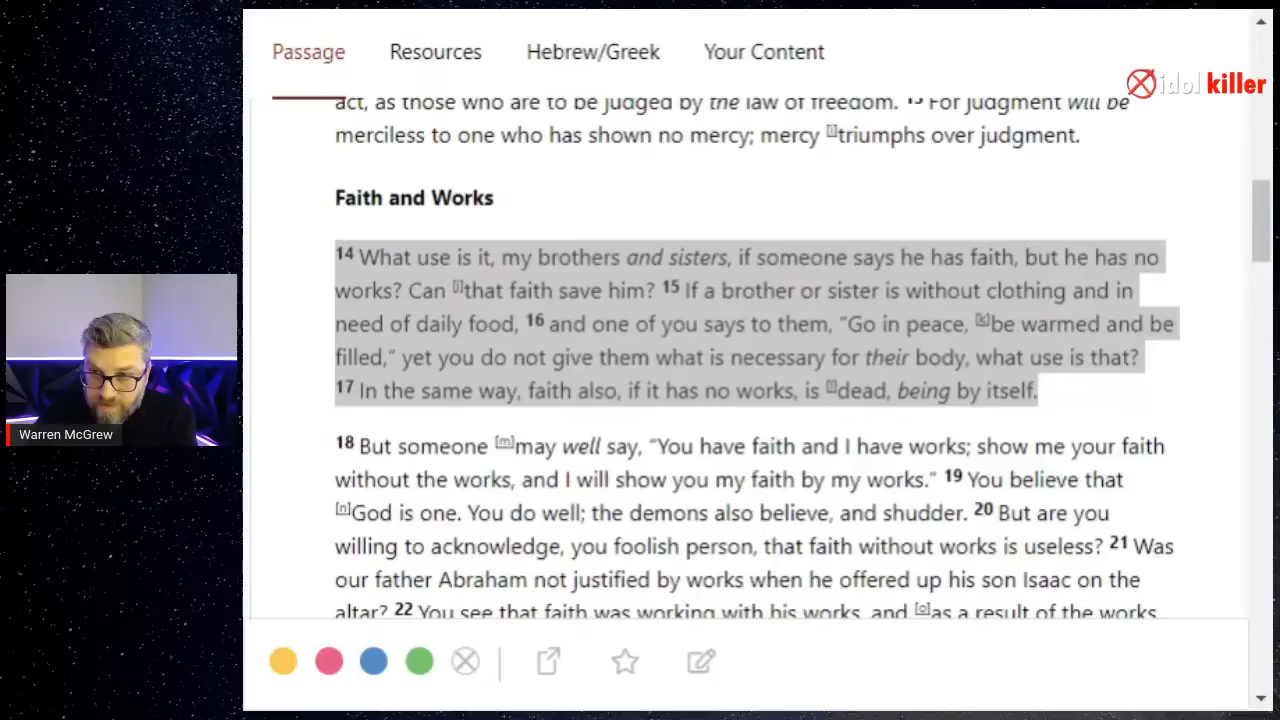 Passage Resources Hebrew/Greek Your Content
idol killer
act, as those who are to be judged by the law of freedom. 13 For judgment will be
merciless to one who has shown no mercy; mercy [i]triumphs over judgment.
Faith and Works
14 What use is it, my brothers and sisters, if someone says he has faith, but he has no
works? Can [j]that faith save him? 15 If a brother or sister is without clothing and in
need of daily food, 16 and one of you says to them, “Go in peace, [k]be warmed and be
filled,” yet you do not give them what is necessary for their body, what use is that?
17 In the same way, faith also, if it has no works, is [l]dead, being by itself.
18 But someone [m]may well say, “You have faith and I have works; show me your faith
without the works, and I will show you my faith by my works.” 19 You believe that
[n]God is one. You do well; the demons also believe, and shudder. 20 But are you
willing to acknowledge, you foolish person, that faith without works is useless? 21 Was
our father Abraham not justified by works when he offered up his son Isaac on the
altar? 22 You see that faith was working with his works, and [o]as a result of the works,
Warren McGrew